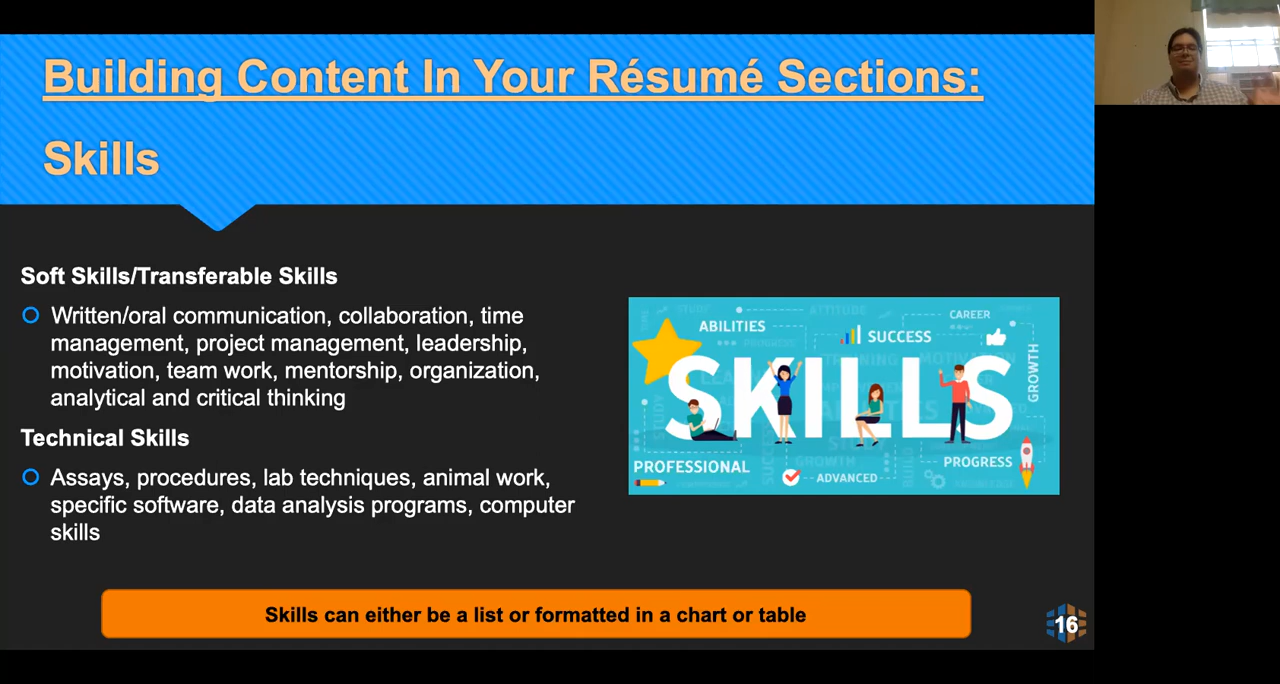 Building Content In Your Résumé Sections:
Skills
Soft Skills/Transferable Skills
Written/oral communication, collaboration, time
management, project management, leadership,
motivation, team work, mentorship, organization,
analytical and critical thinking
Technical Skills
Assays, procedures, lab techniques, animal work,
specific software, data analysis programs, computer
skills
ABILITIES
SUCCESS
CAREER
SKILLS
GROWTH
PROFESSIONAL
ADVANCED
PROGRESS
Skills can either be a list or formatted in a chart or table
16